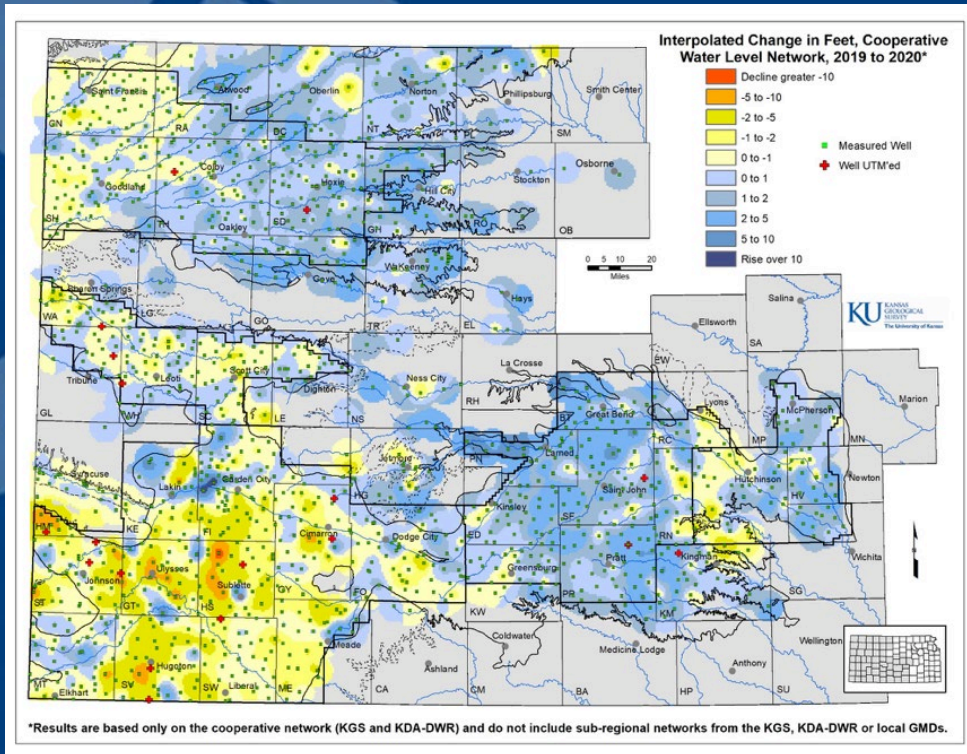 Interpolated Change in Feet, Cooperative
Water Level Network, 2019 to 2020*
Decline greater -10
-5 to -10
-2 to -5
-1 to -2
0 to -1
0 to 1
1 to 2
2 to 5
5 to 10
Rise over 10
Measured Well
Well UTM'ed
0 5 10 20
Miles
KU KANSAS
GEOLOGICAL
SURVEY
The University of Kansas
Saint Francis
Atwood
Oberlin
Norton
Phillipsburg
Smith Center
GN
RA
DC
NT
PL
SM
Goodland
Colby
Hoxie
Hill City
Stockton
Osborne
SH
TH
SD
GH
RO
OB
Oakley
Sharon Springs
Gove
WaKeeney
Hays
WA
LG
GO
TR
EL
Ellsworth
Salina
EW
SA
Tribune
Leoti
Scott City
Dighton
Ness City
La Crosse
Great Bend
Lyons
McPherson
Marion
GL
WH
SC
LE
NS
RH
BT
RC
MP
MN
Syracuse
Lakin
Garden City
Jetmore
Larned
Saint John
Hutchinson
Newton
HM
KE
FI
HG
PN
SF
RN
HV
Cimarron
Dodge City
Kinsley
Johnson
Ulysses
Sublette
Greensburg
Pratt
Kingman
Wichita
ST
GT
HS
GY
FO
ED
KW
PR
KM
SG
Hugoton
Liberal
Meade
Ashland
Coldwater
Medicine Lodge
Anthony
Wellington
Elkhart
MT
SV
SW
ME
CA
CM
BA
HP
SU
*Results are based only on the cooperative network (KGS and KDA-DWR) and do not include sub-regional networks from the KGS, KDA-DWR or local GMDs.